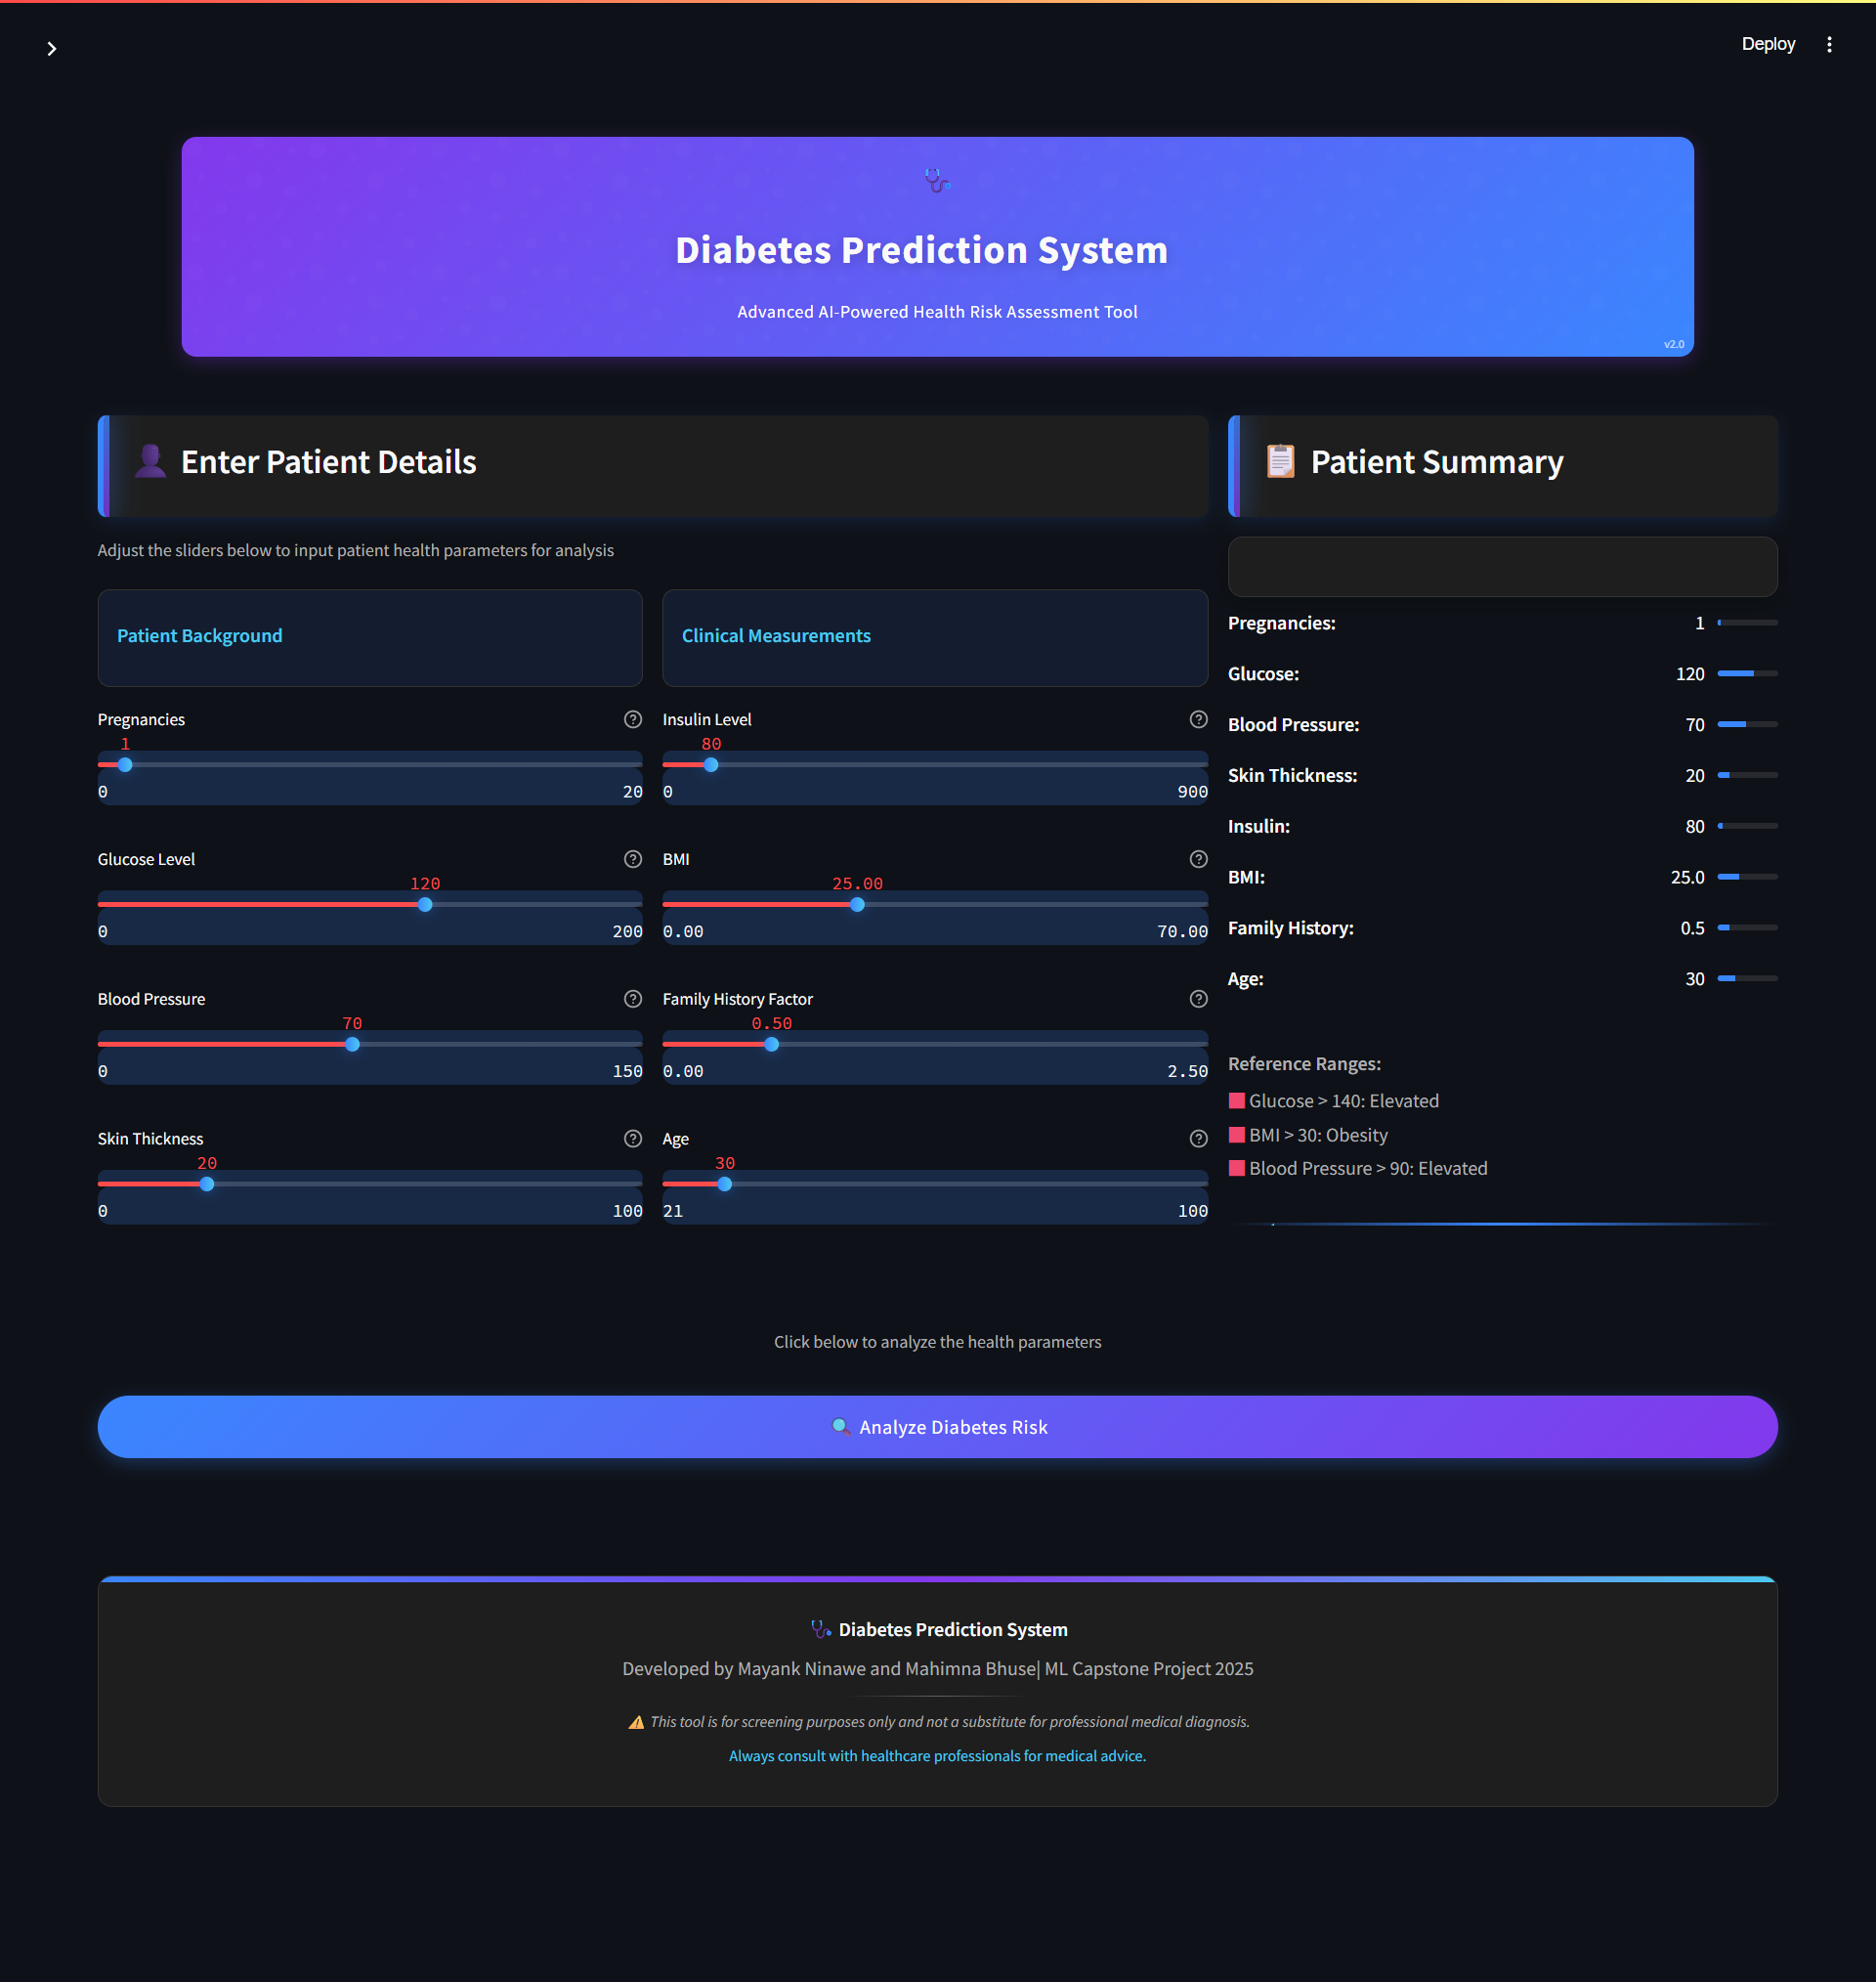 Deploy
Diabetes Prediction System
Advanced AI-Powered Health Risk Assessment Tool
v2.0
Enter Patient Details
Adjust the sliders below to input patient health parameters for analysis
Patient Background
Clinical Measurements
Pregnancies
1
0 20
Insulin Level
80
0 900
Glucose Level
120
0 200
BMI
25.00
0.00 70.00
Blood Pressure
70
0 150
Family History Factor
0.50
0.00 2.50
Skin Thickness
20
0 100
Age
30
21 100
Patient Summary
Pregnancies: 1
Glucose: 120
Blood Pressure: 70
Skin Thickness: 20
Insulin: 80
BMI: 25.0
Family History: 0.5
Age: 30
Reference Ranges:
Glucose > 140: Elevated
BMI > 30: Obesity
Blood Pressure > 90: Elevated
Click below to analyze the health parameters
Analyze Diabetes Risk
Diabetes Prediction System
Developed by Mayank Ninawe and Mahimna Bhuse| ML Capstone Project 2025
This tool is for screening purposes only and not a substitute for professional medical diagnosis.
Always consult with healthcare professionals for medical advice.